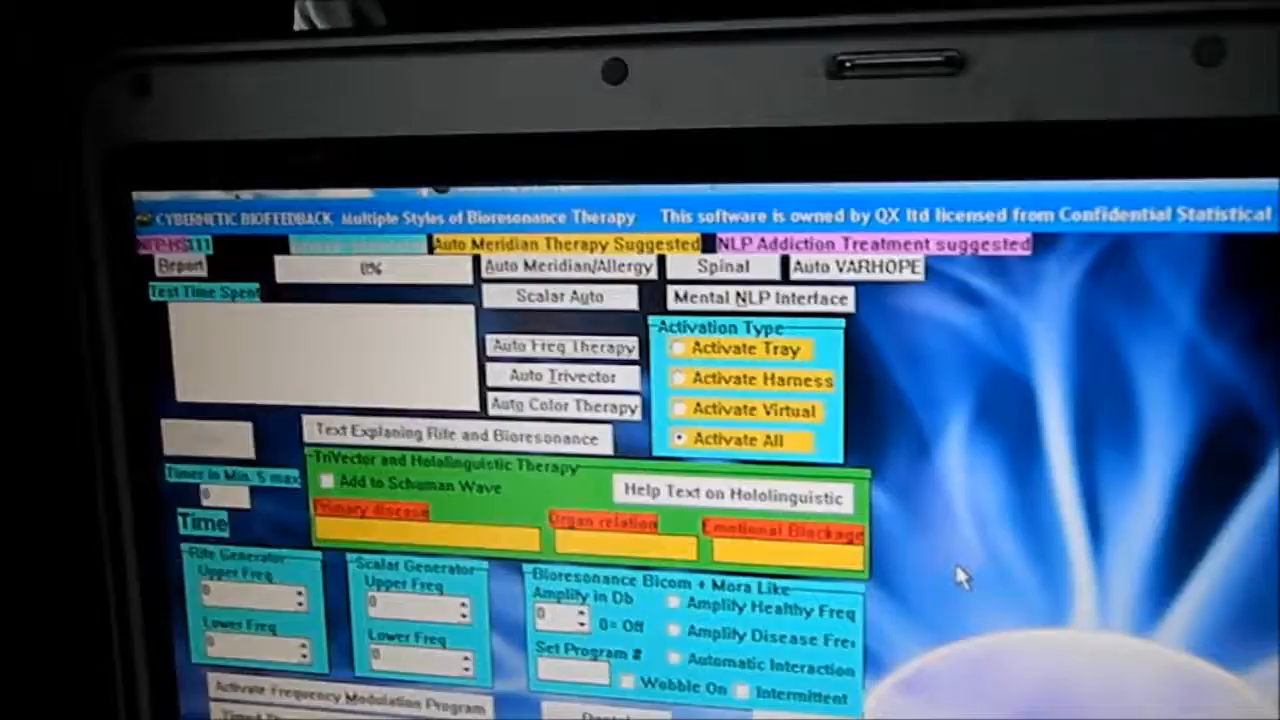 CYBERNETIC BIOFEEDBACK Multiple Styles of Bioresonance Therapy This software is owned by QX ltd licensed from Confidential Statistical
Auto Meridian Therapy Suggested NLP Addiction Treatment suggested
Report 0% Auto Meridian/Allergy Spinal Auto VARHOPE
Test Time Spent Scalar Auto Mental NLP Interface
Activation Type
Auto Freq Therapy Activate Tray
Auto Trivector Activate Harness
Auto Color Therapy Activate Virtual
Text Explaning Rife and Bioresonance Activate All
TriVector and Hololinguistic Therapy
Timer in Min. 5 max Add to Schuman Wave Help Text on Hololinguistic
0
Time Primary disease Organ relation Emotional Blockage
Rife Generator Scalar Generator Bioresonance Bicom + Mora Like
Upper Freq Upper Freq Amplify in Db Amplify Healthy Freq
0 0 0 0= Off
Lower Freq Lower Freq Set Program # Amplify Disease Fre
0 0 Automatic Interaction
Wobble On Intermittent
Activate Frequency Modulation Program